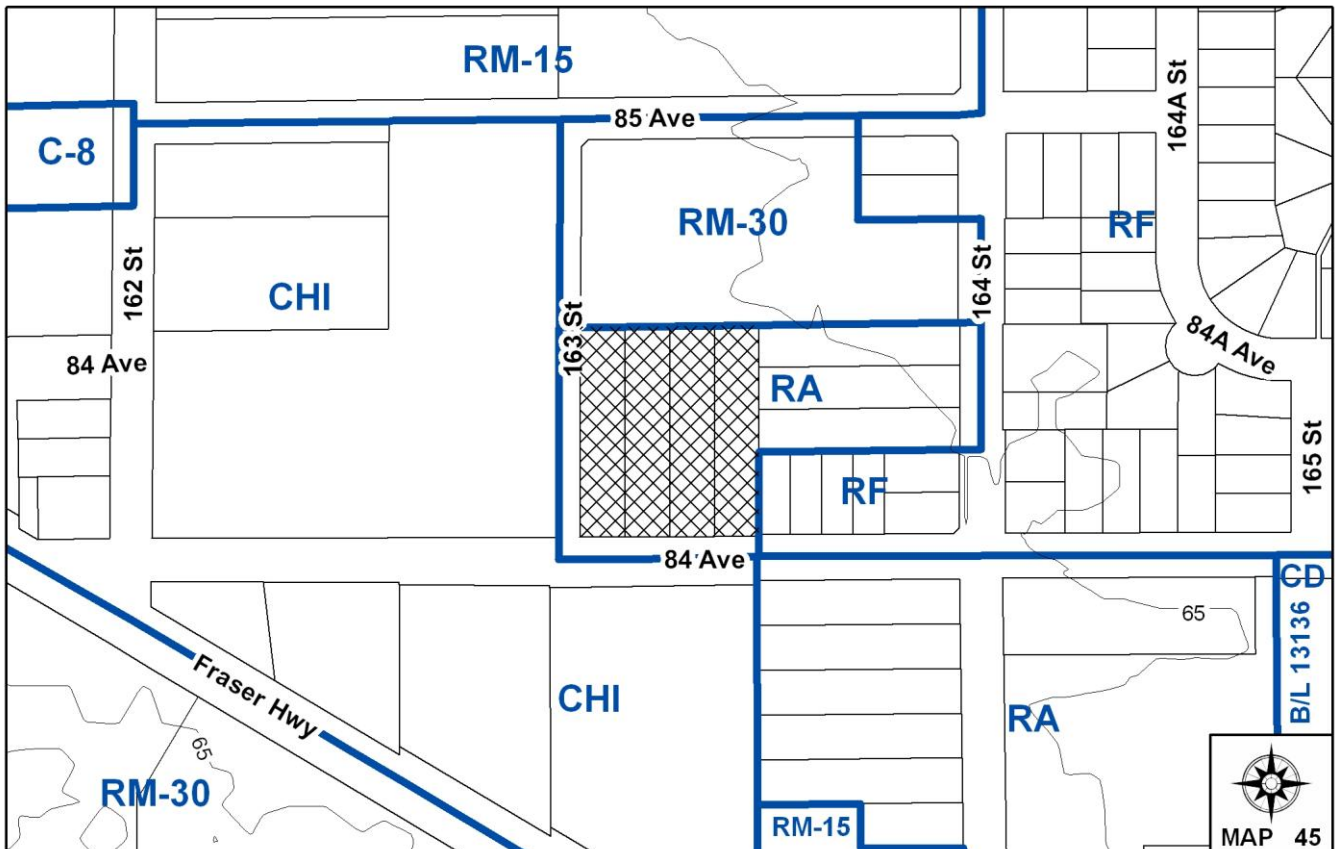 RM-15
164A St
85 Ave
C-8
RM-30
RF
162 St
CHI
164 St
163 St
84 Ave
84A Ave
RA
165 St
RF
84 Ave
CD
B/L 13136
65
Fraser Hwy
CHI
RA
65
RM-30
RM-15
MAP 45